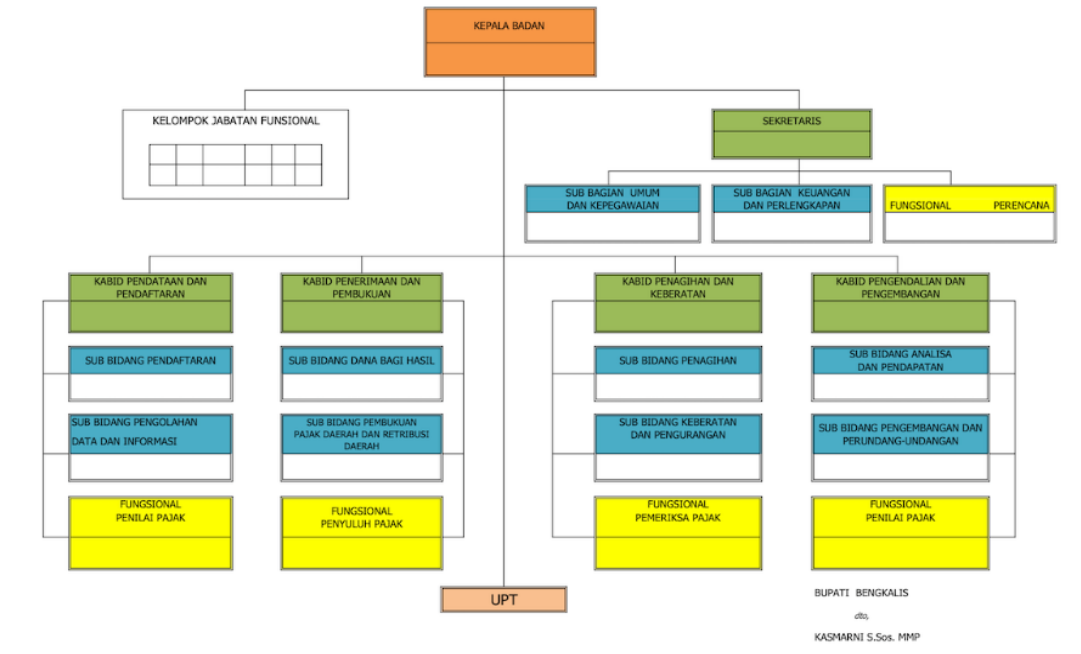 KEPALA BADAN
KELOMPOK JABATAN FUNSIONAL
SEKRETARIS
SUB BAGIAN UMUM
DAN KEPEGAWAIAN
SUB BAGIAN KEUANGAN
DAN PERLENGKAPAN
FUNGSIONAL PERENCANA
KABID PENDATAAN DAN
PENDAFTARAN
KABID PENERIMAAN DAN
PEMBUKUAN
KABID PENAGIHAN DAN
KEBERATAN
KABID PENGENDALIAN DAN
PENGEMBANGAN
SUB BIDANG PENDAFTARAN
SUB BIDANG DANA BAGI HASIL
SUB BIDANG PENAGIHAN
SUB BIDANG ANALISA
DAN PENDAPATAN
SUB BIDANG PENGOLAHAN
DATA DAN INFORMASI
SUB BIDANG PEMBUKUAN
PAJAK DAERAH DAN RETRIBUSI
DAERAH
SUB BIDANG KEBERATAN
DAN PENGURANGAN
SUB BIDANG PENGEMBANGAN DAN
PERUNDANG-UNDANGAN
FUNGSIONAL
PENILAI PAJAK
FUNGSIONAL
PENYULUH PAJAK
FUNGSIONAL
PEMERIKSA PAJAK
FUNGSIONAL
PENILAI PAJAK
UPT
BUPATI BENGKALIS
dto,
KASMARNI S.Sos. MMP